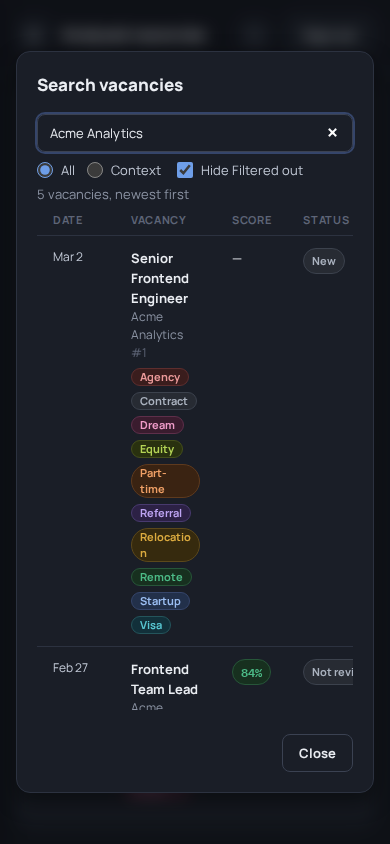 Search vacancies
Acme Analytics ×
All Context Hide Filtered out
5 vacancies, newest first
DATE VACANCY SCORE STATUS
Mar 2 Senior — New
Frontend
Engineer
Acme
Analytics
#1
Agency
Contract
Dream
Equity
Part-
time
Referral
Relocatio
n
Remote
Startup
Visa
Feb 27 Frontend 84% Not revi
Team Lead
Acme
Close